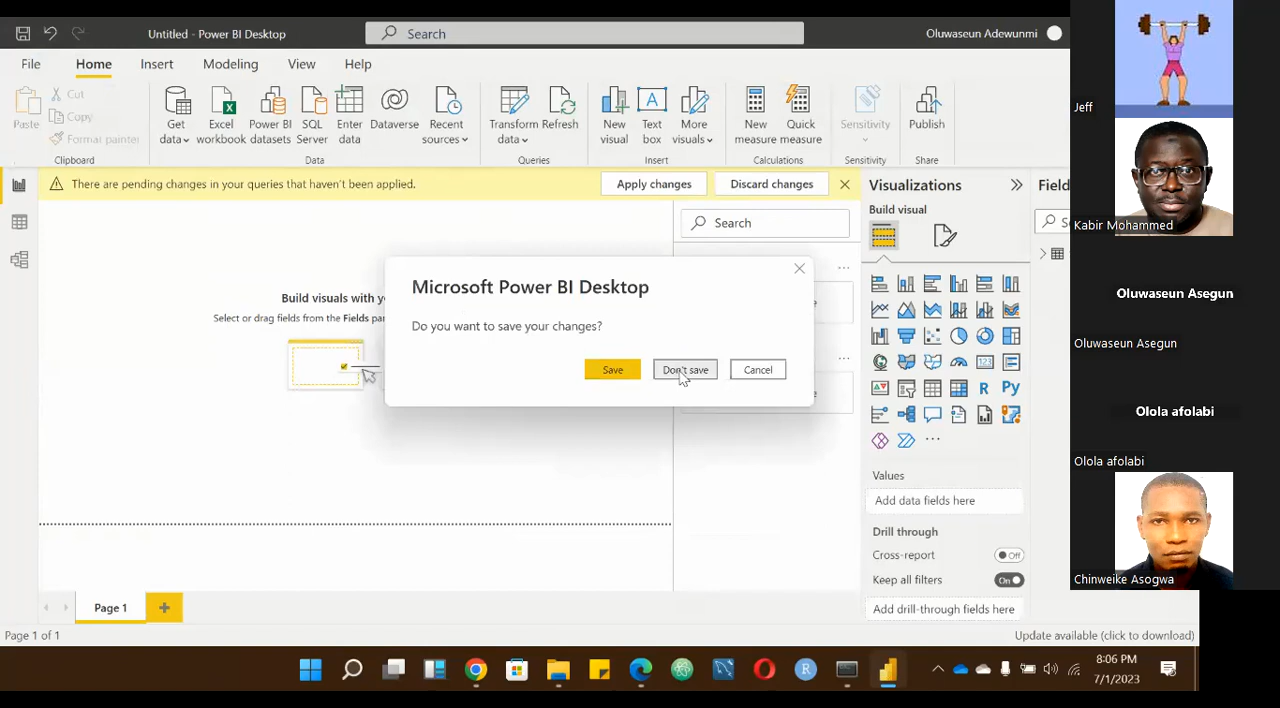 Untitled - Power BI Desktop
Search
Oluwaseun Adewunmi
File
Home
Insert
Modeling
View
Help
Paste
Cut
Copy
Format painter
Clipboard
Get data
Excel workbook
Power BI datasets
SQL Server
Enter data
Dataverse
Recent sources
Data
Transform data
Refresh
Queries
New visual
Text box
More visuals
Insert
New measure
Quick measure
Calculations
Sensitivity
Sensitivity
Publish
Share
There are pending changes in your queries that haven't been applied.
Apply changes
Discard changes
Search
Visualizations
Build visual
Build visuals with
Select or drag fields from the Fields
Microsoft Power BI Desktop
Do you want to save your changes?
Save
Don't save
Cancel
R
Py
123
Values
Add data fields here
Drill through
Cross-report
Off
Keep all filters
On
Add drill-through fields here
Page 1
Page 1 of 1
Update available (click to download)
8:06 PM
7/1/2023
Jeff
Kabir Mohammed
Oluwaseun Asegun
Oluwaseun Asegun
Olola afolabi
Olola afolabi
Chinweike Asogwa